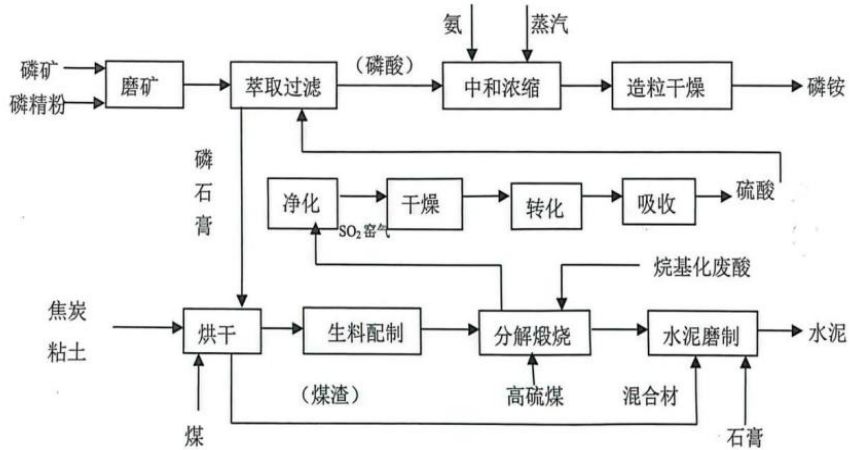 氨
蒸汽
磷矿
磷精粉
磨矿
萃取过滤
（磷酸）
中和浓缩
造粒干燥
磷铵
磷石膏
净化
SO₂窑气
干燥
转化
吸收
硫酸
烷基化废酸
焦炭
粘土
烘干
生料配制
分解煅烧
水泥磨制
水泥
（煤渣）
高硫煤
混合材
煤
石膏